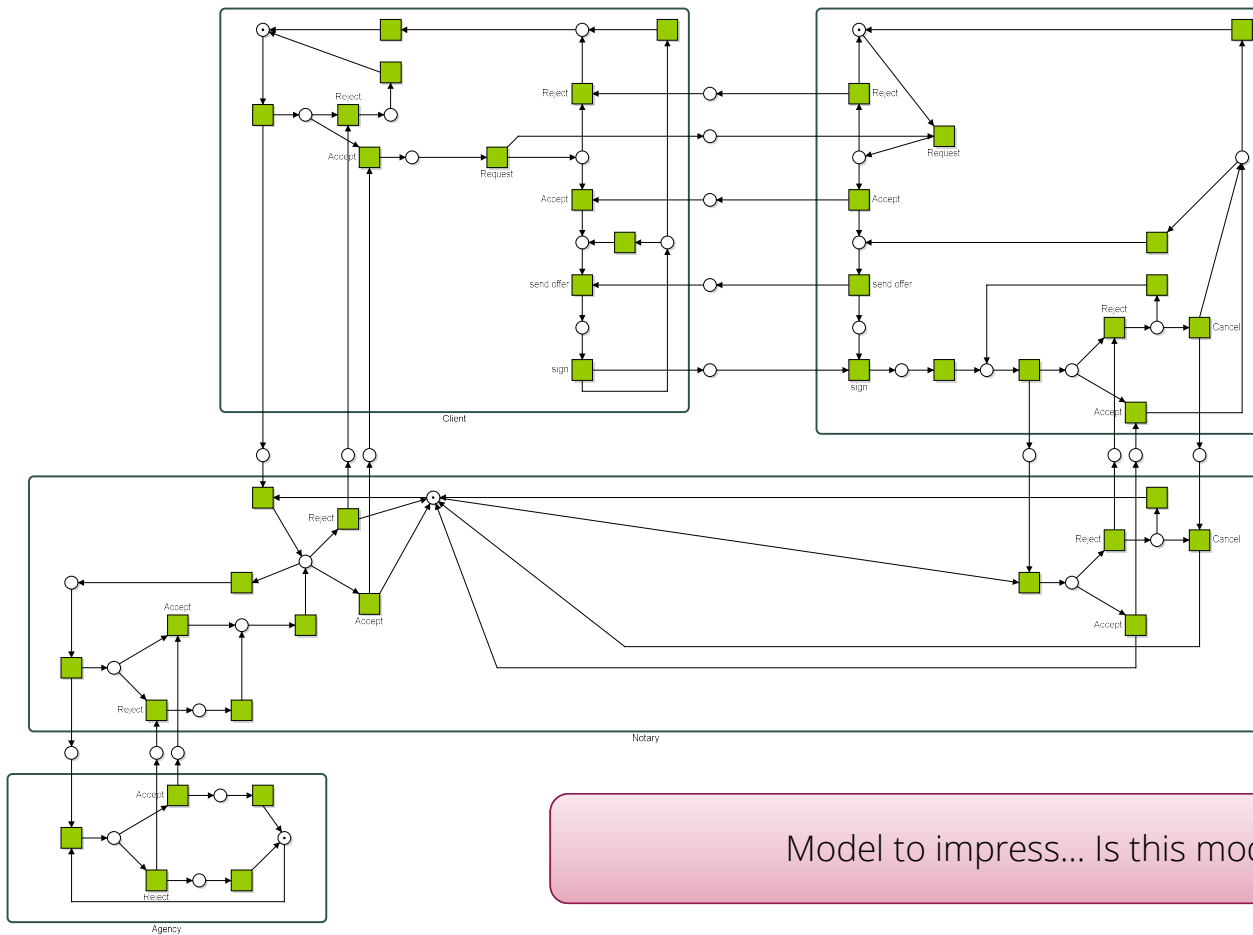 Reject
Reject
Reject
Accept
Request
Request
Accept
Accept
send offer
send offer
Reject
Cancel
sign
sign
Accept
Client
Reject
Reject
Cancel
Accept
Accept
Accept
Reject
Notary
Accept
Reject
Agency
Model to impress... Is this mod